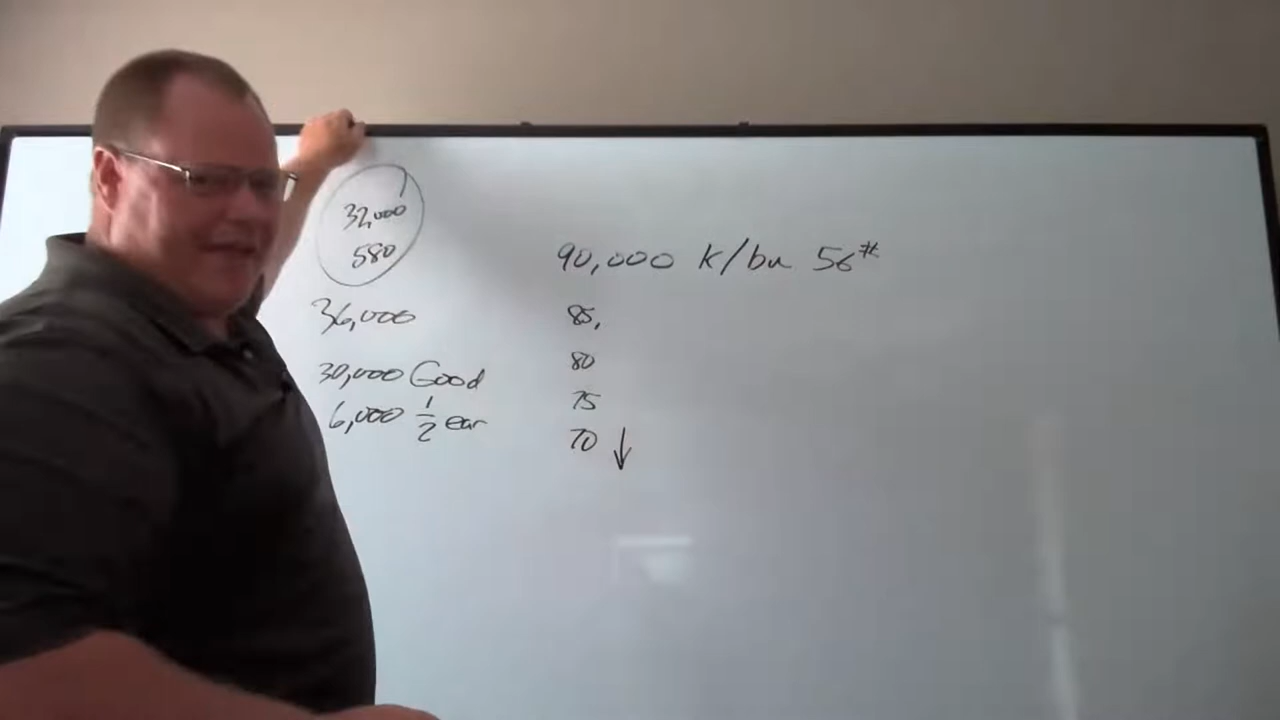 32,000
580
36,000
30,000 Good
6,000 1/2 ear
90,000 k/bu 56#
85,
80
75
70 ↓